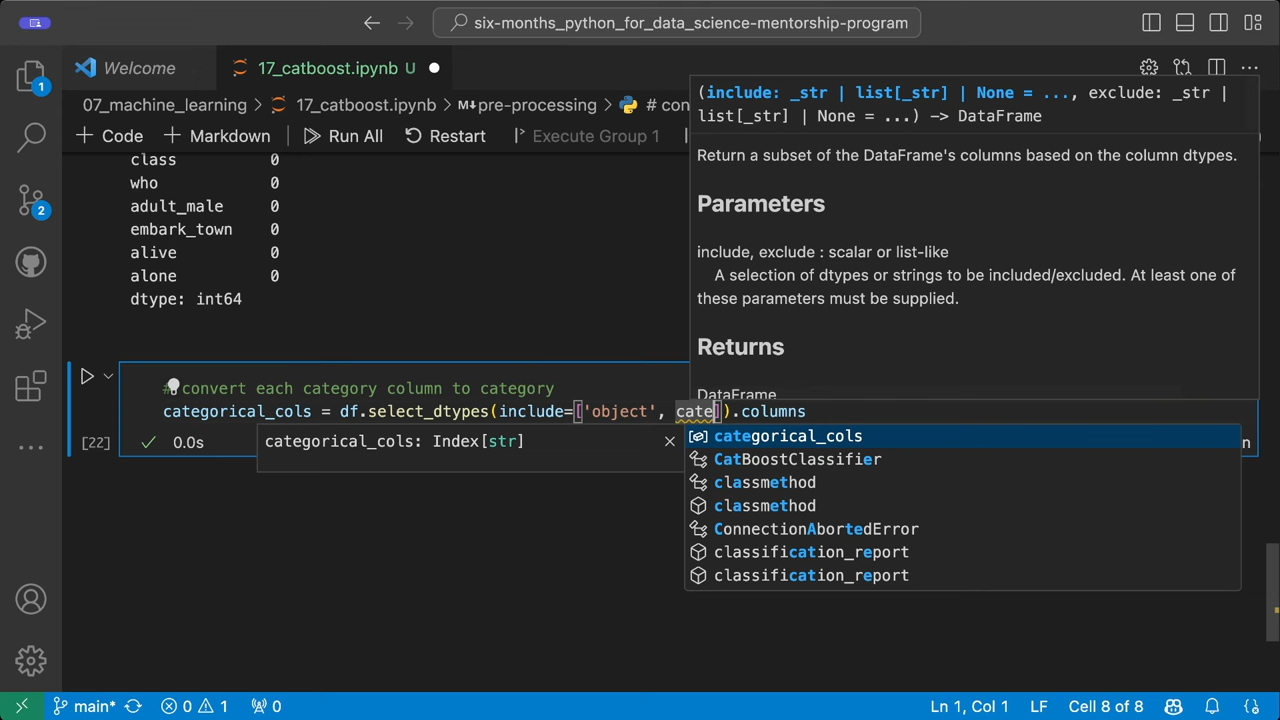 six-months_python_for_data_science-mentorship-program
Welcome
17_catboost.ipynb U
1
07_machine_learning > 17_catboost.ipynb > M↓pre-processing > # con
+ Code + Markdown Run All Restart Execute Group 1
class 0
who 0
adult_male 0
embark_town 0
alive 0
alone 0
dtype: int64
2
(include: _str | list[_str] | None = ..., exclude: _str |
list[_str] | None = ...) -> DataFrame
Return a subset of the DataFrame's columns based on the column dtypes.
Parameters
include, exclude : scalar or list-like
A selection of dtypes or strings to be included/excluded. At least one of
these parameters must be supplied.
Returns
DataFrame
# convert each category column to category
categorical_cols = df.select_dtypes(include=['object', cate]).columns
[22] 0.0s
categorical_cols: Index[str]
categorical_cols
CatBoostClassifier
classmethod
classmethod
ConnectionAbortedError
classification_report
classification_report
n
main* 0 1 0 Ln 1, Col 1 LF Cell 8 of 8